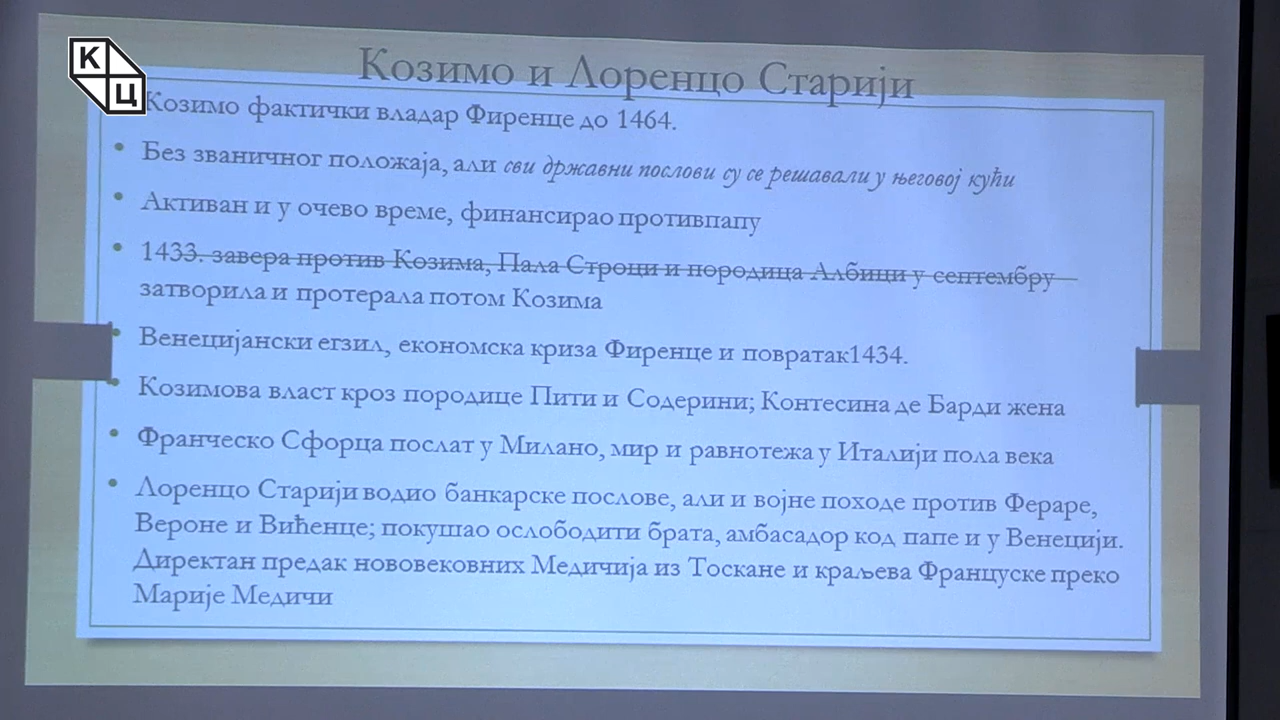 К
Ц
Козимо и Лоренцо Старији
Козимо фактички владар Фиренце до 1464.
• Без званичног положаја, али сви државни послови су се решавали у његовој кући
• Активан и у очево време, финансирао противпапу
• 1433. завера против Козима, Пала Строци и породица Албици у септембру
затворила и протерала потом Козима
• Венецијански егзил, економска криза Фиренце и повратак1434.
• Козимова власт кроз породице Пити и Содерини; Контесина де Барди жена
• Франческо Сфорца послат у Милано, мир и равнотежа у Италији пола века
• Лоренцо Старији водио банкарске послове, али и војне походе против Фераре,
Вероне и Вићенце; покушао ослободити брата, амбасадор код папе и у Венецији.
Директан предак нововековних Медичија из Тоскане и краљева Француске преко
Марије Медичи